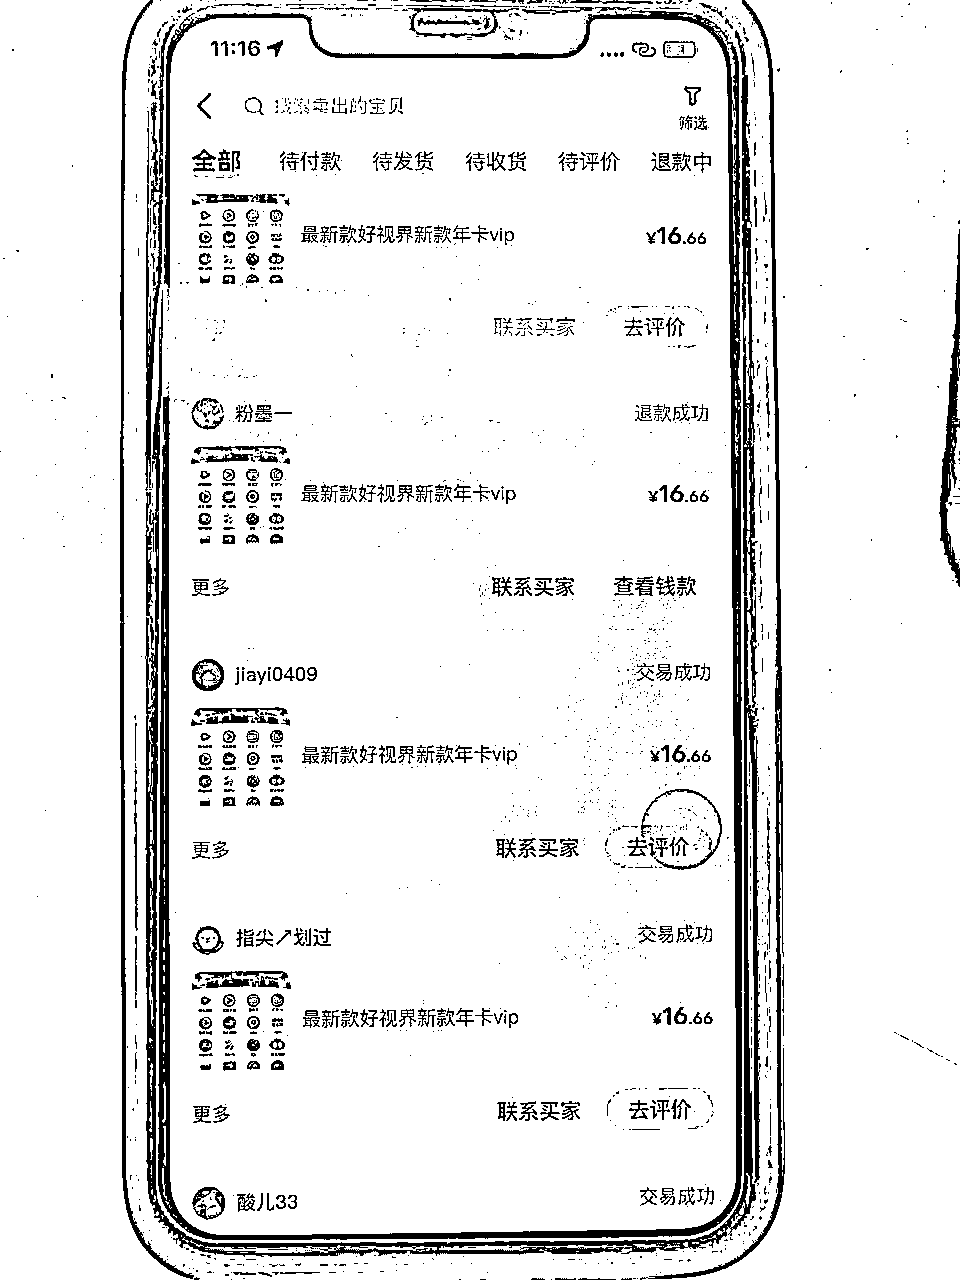 11:16
搜索卖出的宝贝
筛选
全部 待付款 待发货 待收货 待评价 退款中
最新款好视界新款年卡vip ¥16.66
联系买家 去评价
粉墨一 退款成功
最新款好视界新款年卡vip ¥16.66
更多 联系买家 查看钱款
jiayi0409 交易成功
最新款好视界新款年卡vip ¥16.66
更多 联系买家 去评价
指尖↗划过 交易成功
最新款好视界新款年卡vip ¥16.66
更多 联系买家 去评价
酸儿33 交易成功